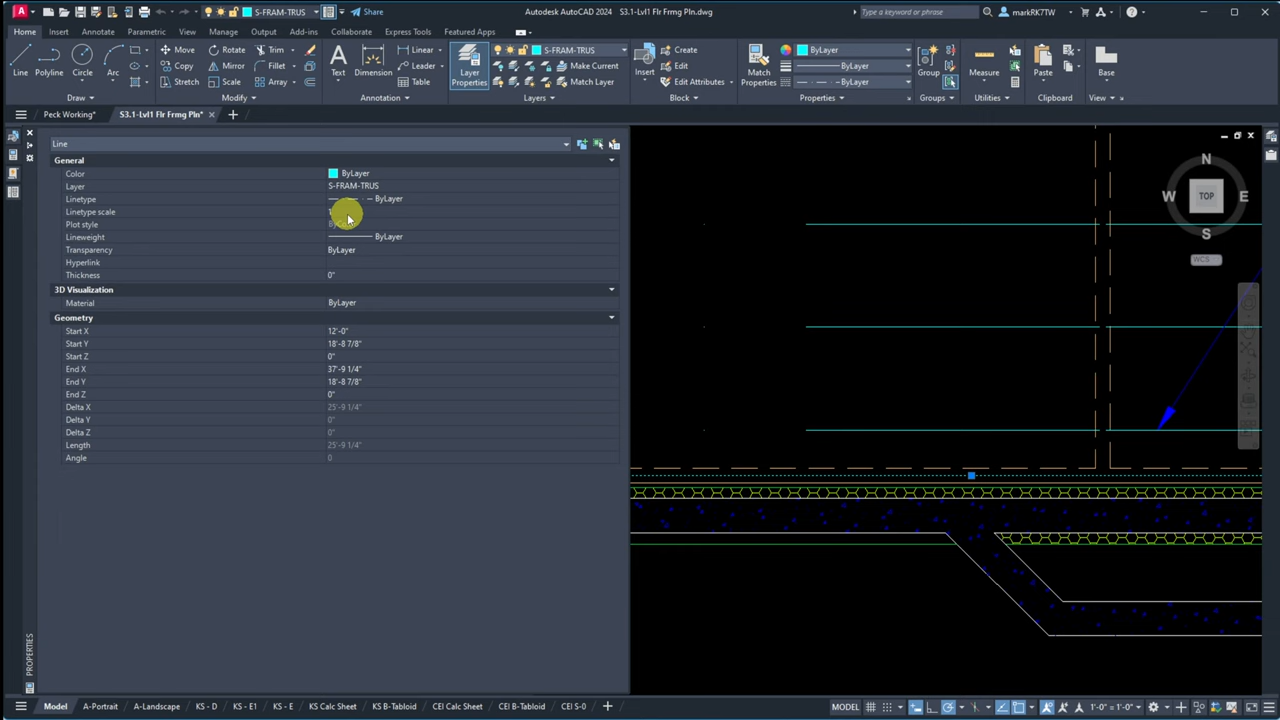 A S-FRAM-TRUS Share Autodesk AutoCAD 2024 S3.1-Lvl1 Flr Frmg Pln.dwg Type a keyword or phrase markRK7TW
Home Insert Annotate Parametric View Manage Output Add-ins Collaborate Express Tools Featured Apps
Line Polyline Circle Arc
Move Rotate Trim
Copy Mirror Fillet
Stretch Scale Array
Text Dimension
Linear
Leader
Table
Layer Properties
S-FRAM-TRUS
Make Current
Match Layer
Insert
Create
Edit
Edit Attributes
Match Properties
ByLayer
ByLayer
ByLayer
Group Measure Paste Base
Draw Modify Annotation Layers Block Properties Groups Utilities Clipboard View
Peck Working* S3.1-Lvl1 Flr Frmg Pln*
Line
General
Color ByLayer
Layer S-FRAM-TRUS
Linetype ByLayer
Linetype scale 1
Plot style
Lineweight ByLayer
Transparency ByLayer
Hyperlink
Thickness 0"
3D Visualization
Material ByLayer
Geometry
Start X 12'-0"
Start Y 18'-8 7/8"
Start Z 0"
End X 37'-9 1/4"
End Y 18'-8 7/8"
End Z 0"
Delta X 25'-9 1/4"
Delta Y 0"
Delta Z 0"
Length 25'-9 1/4"
Angle 0
PROPERTIES
N
W TOP E
S
WCS
Model A-Portrait A-Landscape KS - D KS - E1 KS - E KS Calc Sheet KS B-Tabloid CEI Calc Sheet CEI B-Tabloid CEI S-0 MODEL 1'-0" = 1'-0"